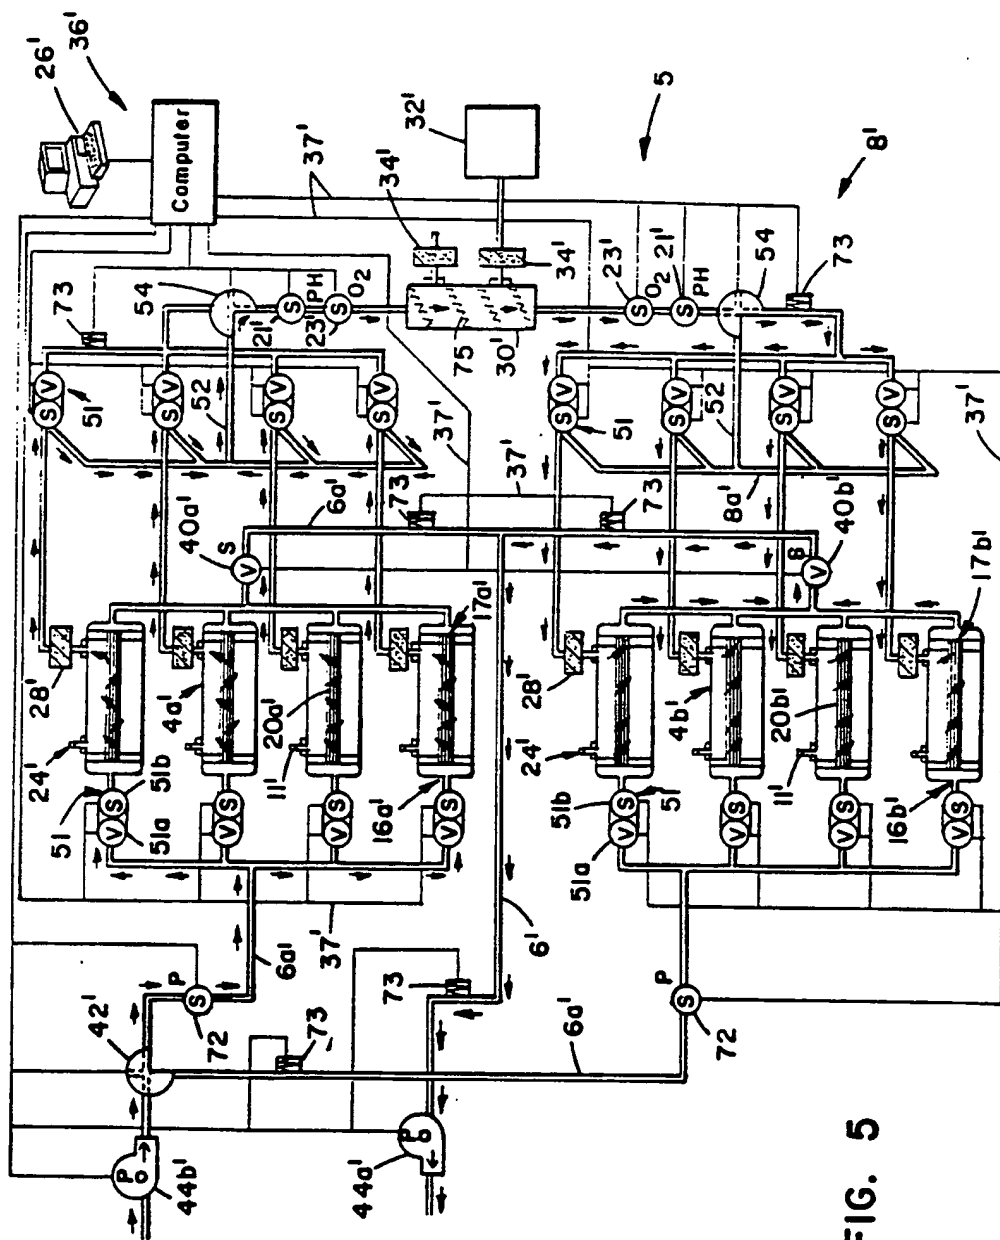 26'
36'
Computer
37'
34'
32'
5
8'
54
21'
PH
23'
O2
75
30'
34'
23'
O2
21'
PH
54
73
73
51
52
37'
37'
51
52
37'
6a'
73
73
8a'
40a'
S
V
40b'
V
17a'
17b'
28'
4a'
20a'
28'
4b'
20b'
24'
11'
16a'
24'
11'
16b'
51
51b
51a
51b
51
51a
S V
S V
S V
S V
S V
S V
S V
S V
V S
V S
V S
V S
V S
V S
V S
V S
S
S
S
S
37'
6a'
6'
73
P
S
72
42'
73
6a'
P
S
72
P
44b'
P
44a'
FIG. 5